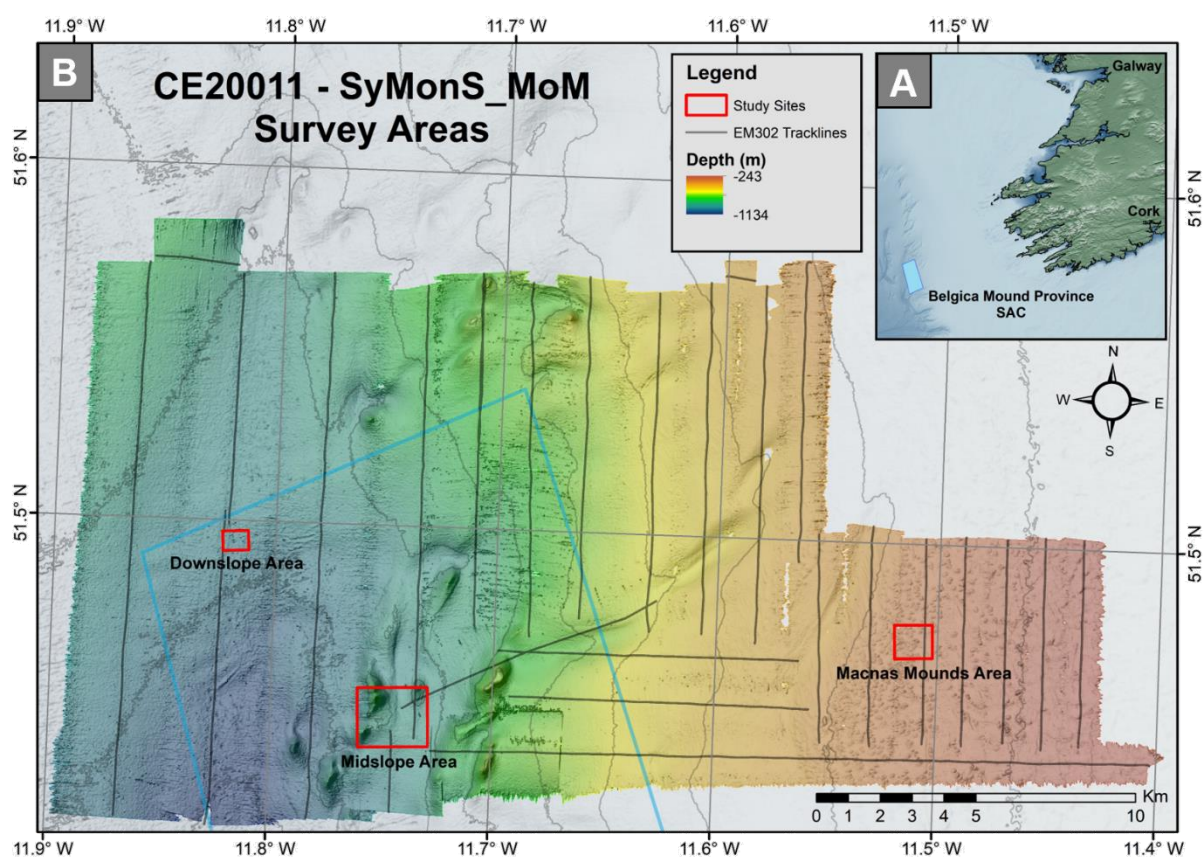 11.9° W 11.8° W 11.7° W 11.6° W 11.5° W
B
CE20011 - SyMonS_MoM
Survey Areas
Legend
Study Sites
EM302 Tracklines
Depth (m)
-243
-1134
A
Galway
Cork
Belgica Mound Province
SAC
N
W E
S
51.6° N
51.6° N
51.5° N
51.5° N
Downslope Area
Macnas Mounds Area
Midslope Area
Km
0 1 2 3 4 5 10
11.9° W 11.8° W 11.7° W 11.6° W 11.5° W 11.4° W